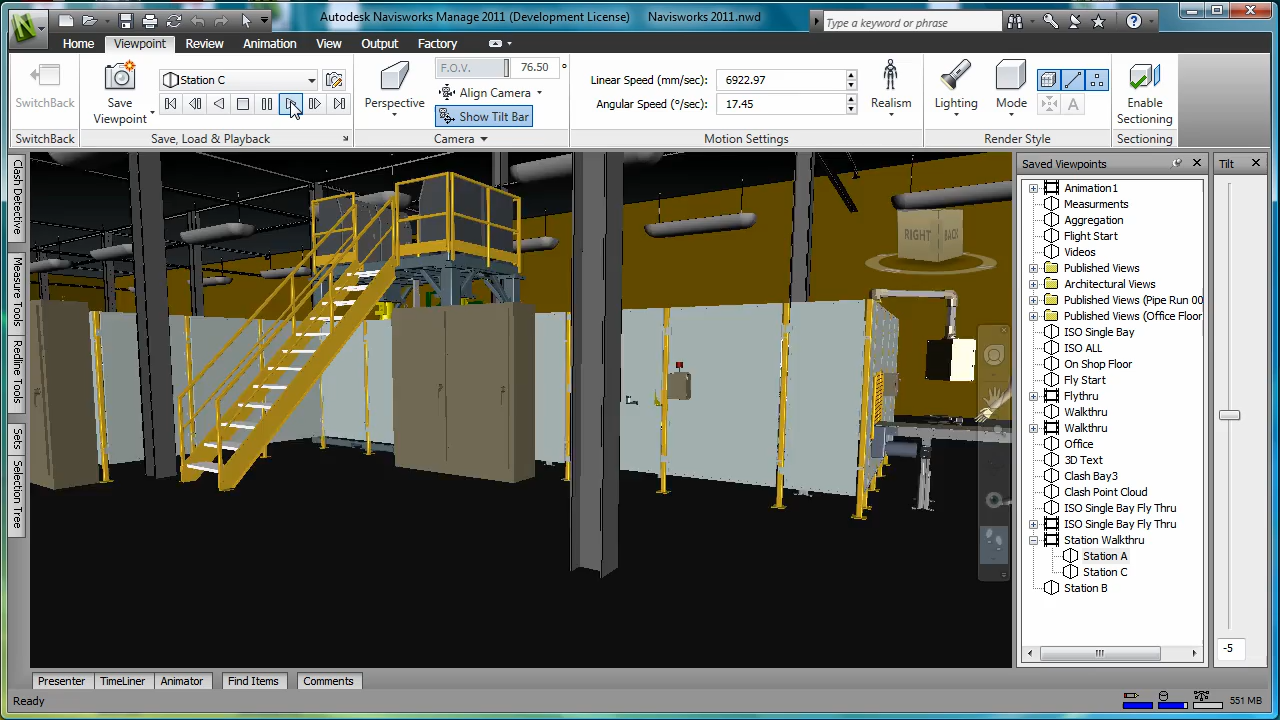 Autodesk Navisworks Manage 2011 (Development License) Navisworks 2011.nwd
Type a keyword or phrase
Home Viewpoint Review Animation View Output Factory
SwitchBack
Save Viewpoint
Station C
Perspective
F.O.V. 76.50 °
Align Camera
Show Tilt Bar
Linear Speed (mm/sec): 6922.97
Angular Speed (°/sec): 17.45
Realism
Lighting
Mode
A
Enable Sectioning
SwitchBack
Save, Load & Playback
Camera
Motion Settings
Render Style
Sectioning
Clash Detective
Measure Tools
Redline Tools
Sets
Selection Tree
RIGHT
BACK
Saved Viewpoints
Tilt
Animation1
Measurments
Aggregation
Flight Start
Videos
Published Views
Architectural Views
Published Views (Pipe Run 00
Published Views (Office Floor
ISO Single Bay
ISO ALL
On Shop Floor
Fly Start
Flythru
Walkthru
Walkthru
Office
3D Text
Clash Bay3
Clash Point Cloud
ISO Single Bay Fly Thru
ISO Single Bay Fly Thru
Station Walkthru
Station A
Station C
Station B
-5
Presenter TimeLiner Animator Find Items Comments
Ready
551 MB